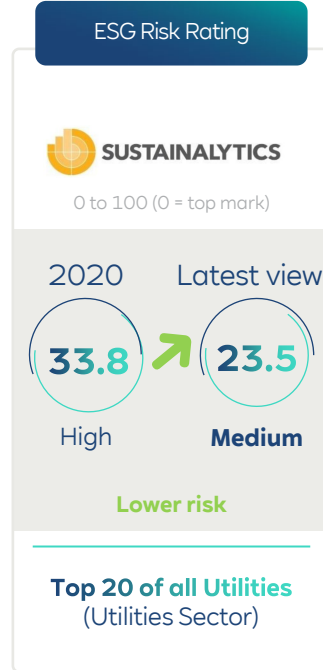 ESG Risk Rating
SUSTAINALYTICS
0 to 100 (0 = top mark)
2020 Latest view
33.8 23.5
High Medium
Lower risk
Top 20 of all Utilities
(Utilities Sector)